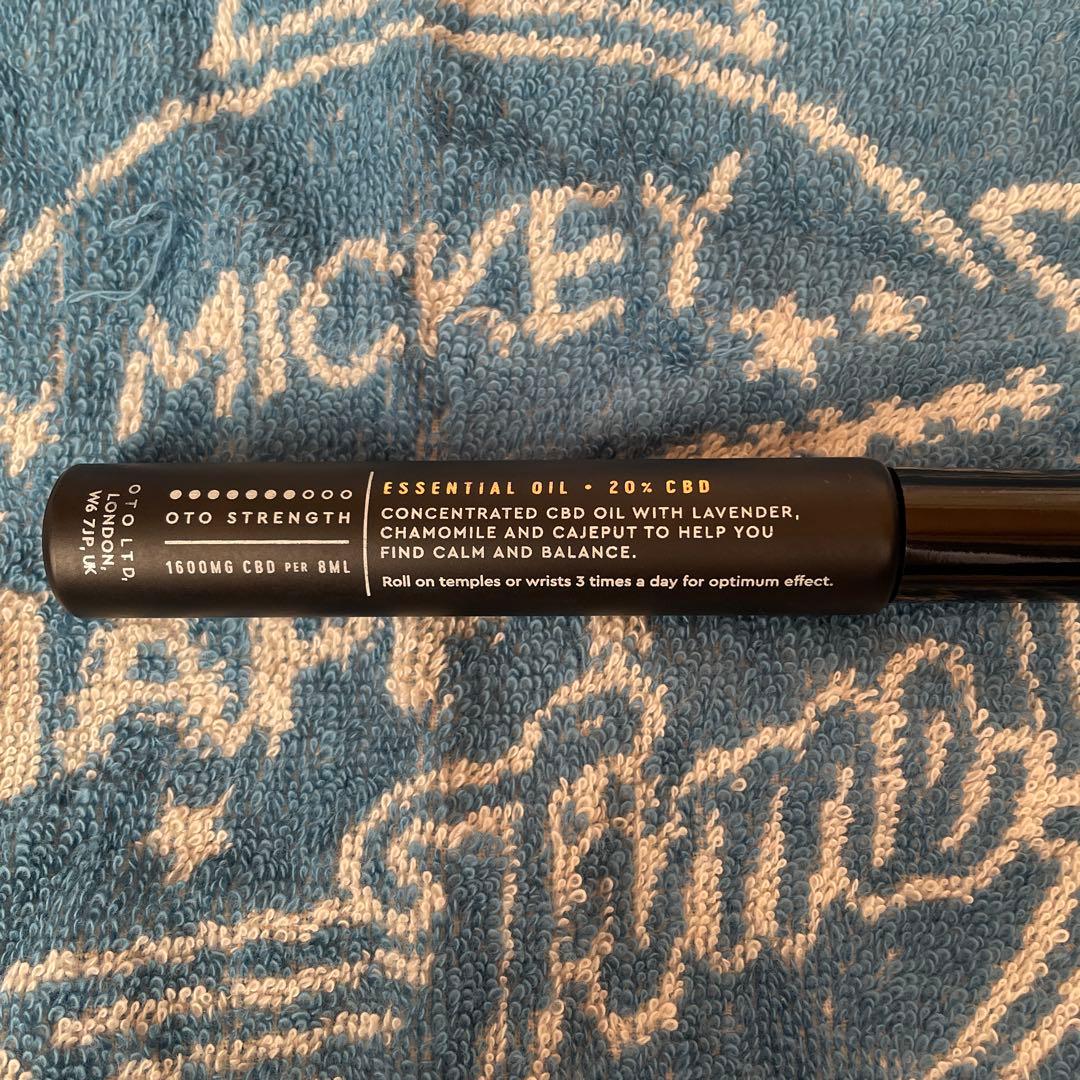 MICKEY
OTO LTD,
LONDON,
W6 7JP, UK
OTO STRENGTH
1600MG CBD PER 8ML
ESSENTIAL OIL • 20% CBD
CONCENTRATED CBD OIL WITH LAVENDER,
CHAMOMILE AND CAJEPUT TO HELP YOU
FIND CALM AND BALANCE.
Roll on temples or wrists 3 times a day for optimum effect.